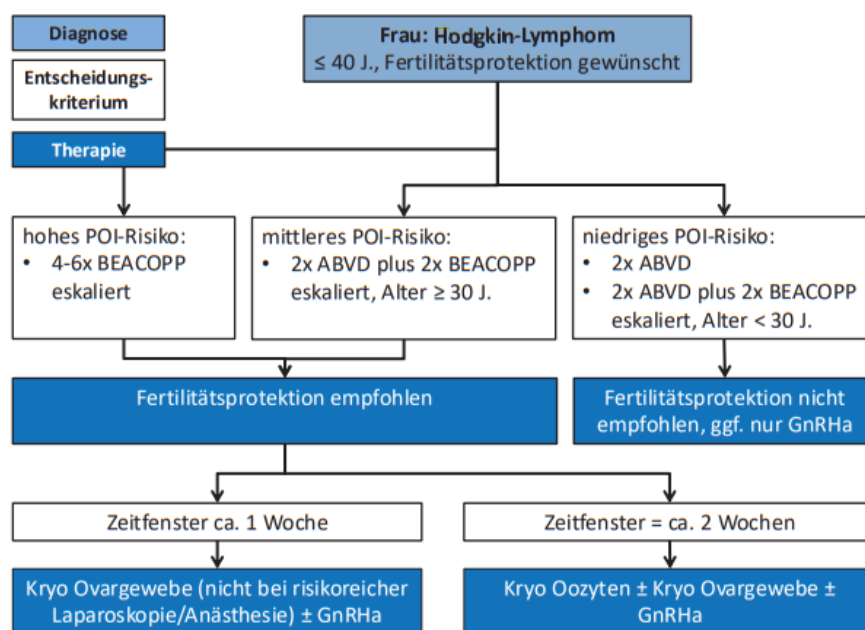 Diagnose
Entscheidungs-
kriterium
Therapie
Frau: Hodgkin-Lymphom
≤ 40 J., Fertilitätsprotektion gewünscht
hohes POI-Risiko:
• 4-6x BEACOPP
eskaliert
mittleres POI-Risiko:
• 2x ABVD plus 2x BEACOPP
eskaliert, Alter ≥ 30 J.
niedriges POI-Risiko:
• 2x ABVD
• 2x ABVD plus 2x BEACOPP
eskaliert, Alter < 30 J.
Fertilitätsprotektion empfohlen
Fertilitätsprotektion nicht
empfohlen, ggf. nur GnRHa
Zeitfenster ca. 1 Woche
Zeitfenster = ca. 2 Wochen
Kryo Ovargewebe (nicht bei risikoreicher
Laparoskopie/Anästhesie) ± GnRHa
Kryo Oozyten ± Kryo Ovargewebe ±
GnRHa